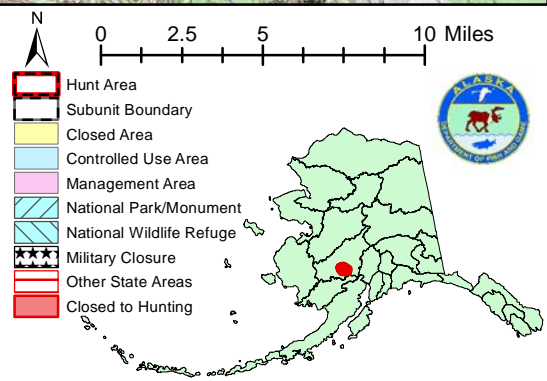 N
0 2.5 5 10 Miles
Hunt Area
Subunit Boundary
Closed Area
Controlled Use Area
Management Area
National Park/Monument
National Wildlife Refuge
Military Closure
Other State Areas
Closed to Hunting
ALASKA
DEPARTMENT OF FISH AND GAME